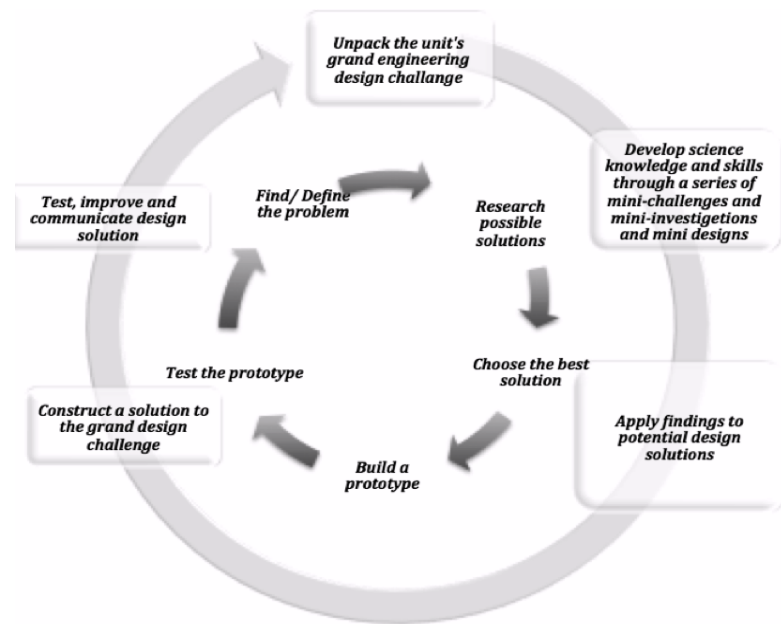 Unpack the unit's
grand engineering
design challange
Develop science
knowledge and skills
through a series of
mini-challenges and
mini-investigetions
and mini designs
Apply findings to
potential design
solutions
Construct a solution to
the grand design
challenge
Test, improve and
communicate design
solution
Find/ Define
the problem
Research
possible
solutions
Choose the best
solution
Build a
prototype
Test the prototype